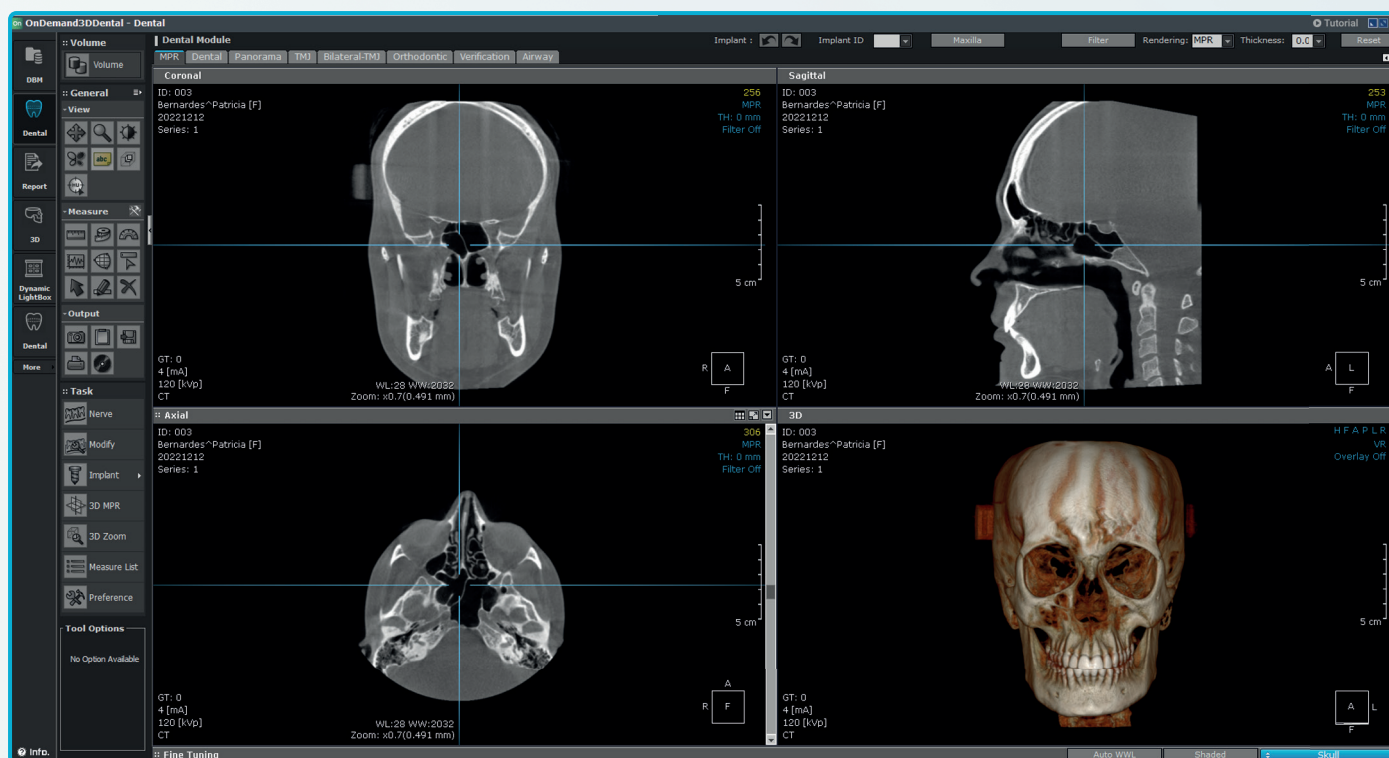 OnDemand3DDental - Dental
Tutorial
DBM
Dental
Report
3D
Dynamic
LightBox
Dental
More
Info.
:: Volume
Volume
:: General
View
abc
HU
Measure
Output
:: Task
Nerve
Modify
Implant
3D MPR
3D Zoom
Measure List
Preference
Tool Options
No Option Available
Dental Module
Implant :
Implant ID
Maxilla
Filter
Rendering: MPR
Thickness: 0.0
Reset
MPR Dental Panorama TMJ Bilateral-TMJ Orthodontic Verification Airway
Coronal
ID: 003
Bernardes^Patricia [F]
20221212
Series: 1
256
MPR
TH: 0 mm
Filter Off
5 cm
GT: 0
4 [mA]
120 [kVp]
CT
WL:28 WW:2032
Zoom: x0.7(0.491 mm)
R A
F
Sagittal
ID: 003
Bernardes^Patricia [F]
20221212
Series: 1
253
MPR
TH: 0 mm
Filter Off
5 cm
GT: 0
4 [mA]
120 [kVp]
CT
WL:28 WW:2032
Zoom: x0.7(0.491 mm)
A L
F
:: Axial
ID: 003
Bernardes^Patricia [F]
20221212
Series: 1
306
MPR
TH: 0 mm
Filter Off
5 cm
GT: 0
4 [mA]
120 [kVp]
CT
WL:28 WW:2032
Zoom: x0.7(0.491 mm)
A
R F
3D
ID: 003
Bernardes^Patricia [F]
20221212
Series: 1
H F A P L R
VR
Overlay Off
5 cm
GT: 0
4 [mA]
120 [kVp]
CT
A L
F
:: Fine Tuning
Auto WWL
Shaded
Skull